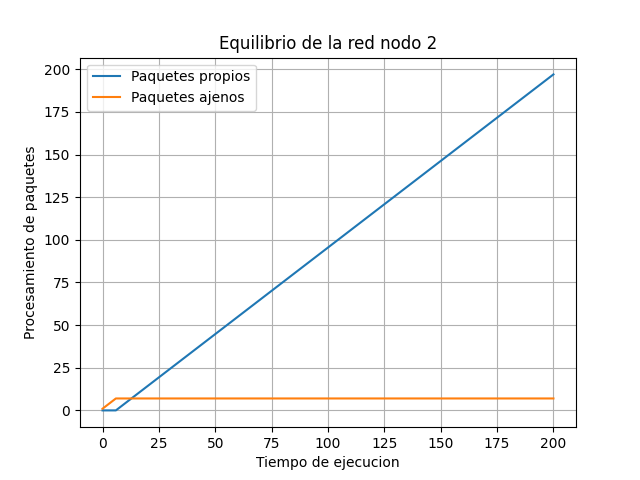 Equilibrio de la red nodo 2
Paquetes propios
Paquetes ajenos
Procesamiento de paquetes
200
175
150
125
100
75
50
25
0
0 25 50 75 100 125 150 175 200
Tiempo de ejecucion